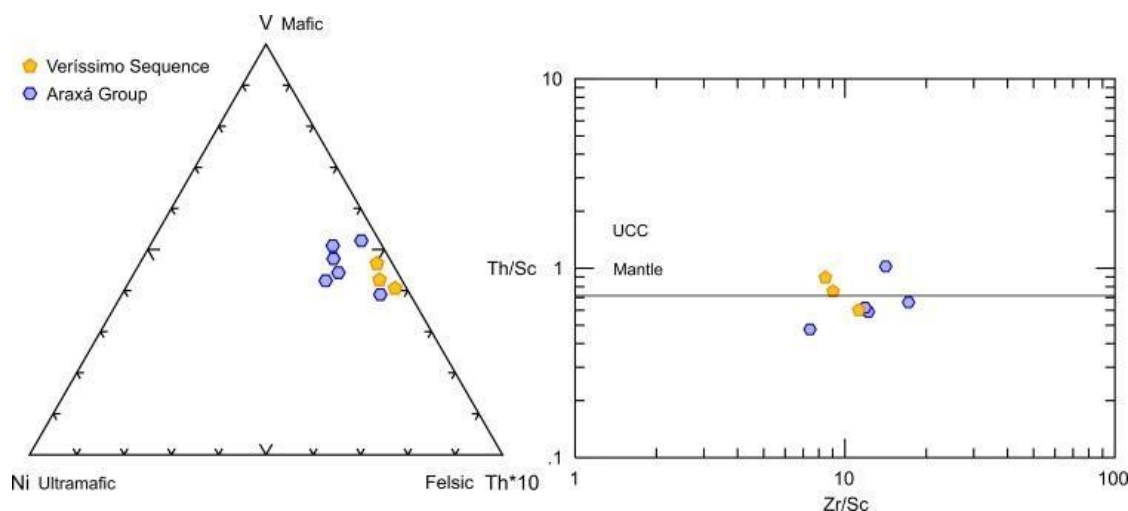 V Mafic
Veríssimo Sequence
Araxá Group
Ni Ultramafic
Felsic Th*10
10
UCC
Th/Sc 1 Mantle
.1
1 10 100
Zr/Sc